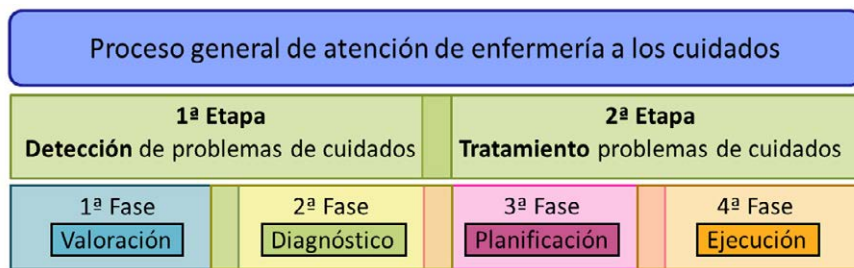 Proceso general de atención de enfermería a los cuidados
1ª Etapa
Detección de problemas de cuidados
2ª Etapa
Tratamiento problemas de cuidados
1ª Fase
Valoración
2ª Fase
Diagnóstico
3ª Fase
Planificación
4ª Fase
Ejecución